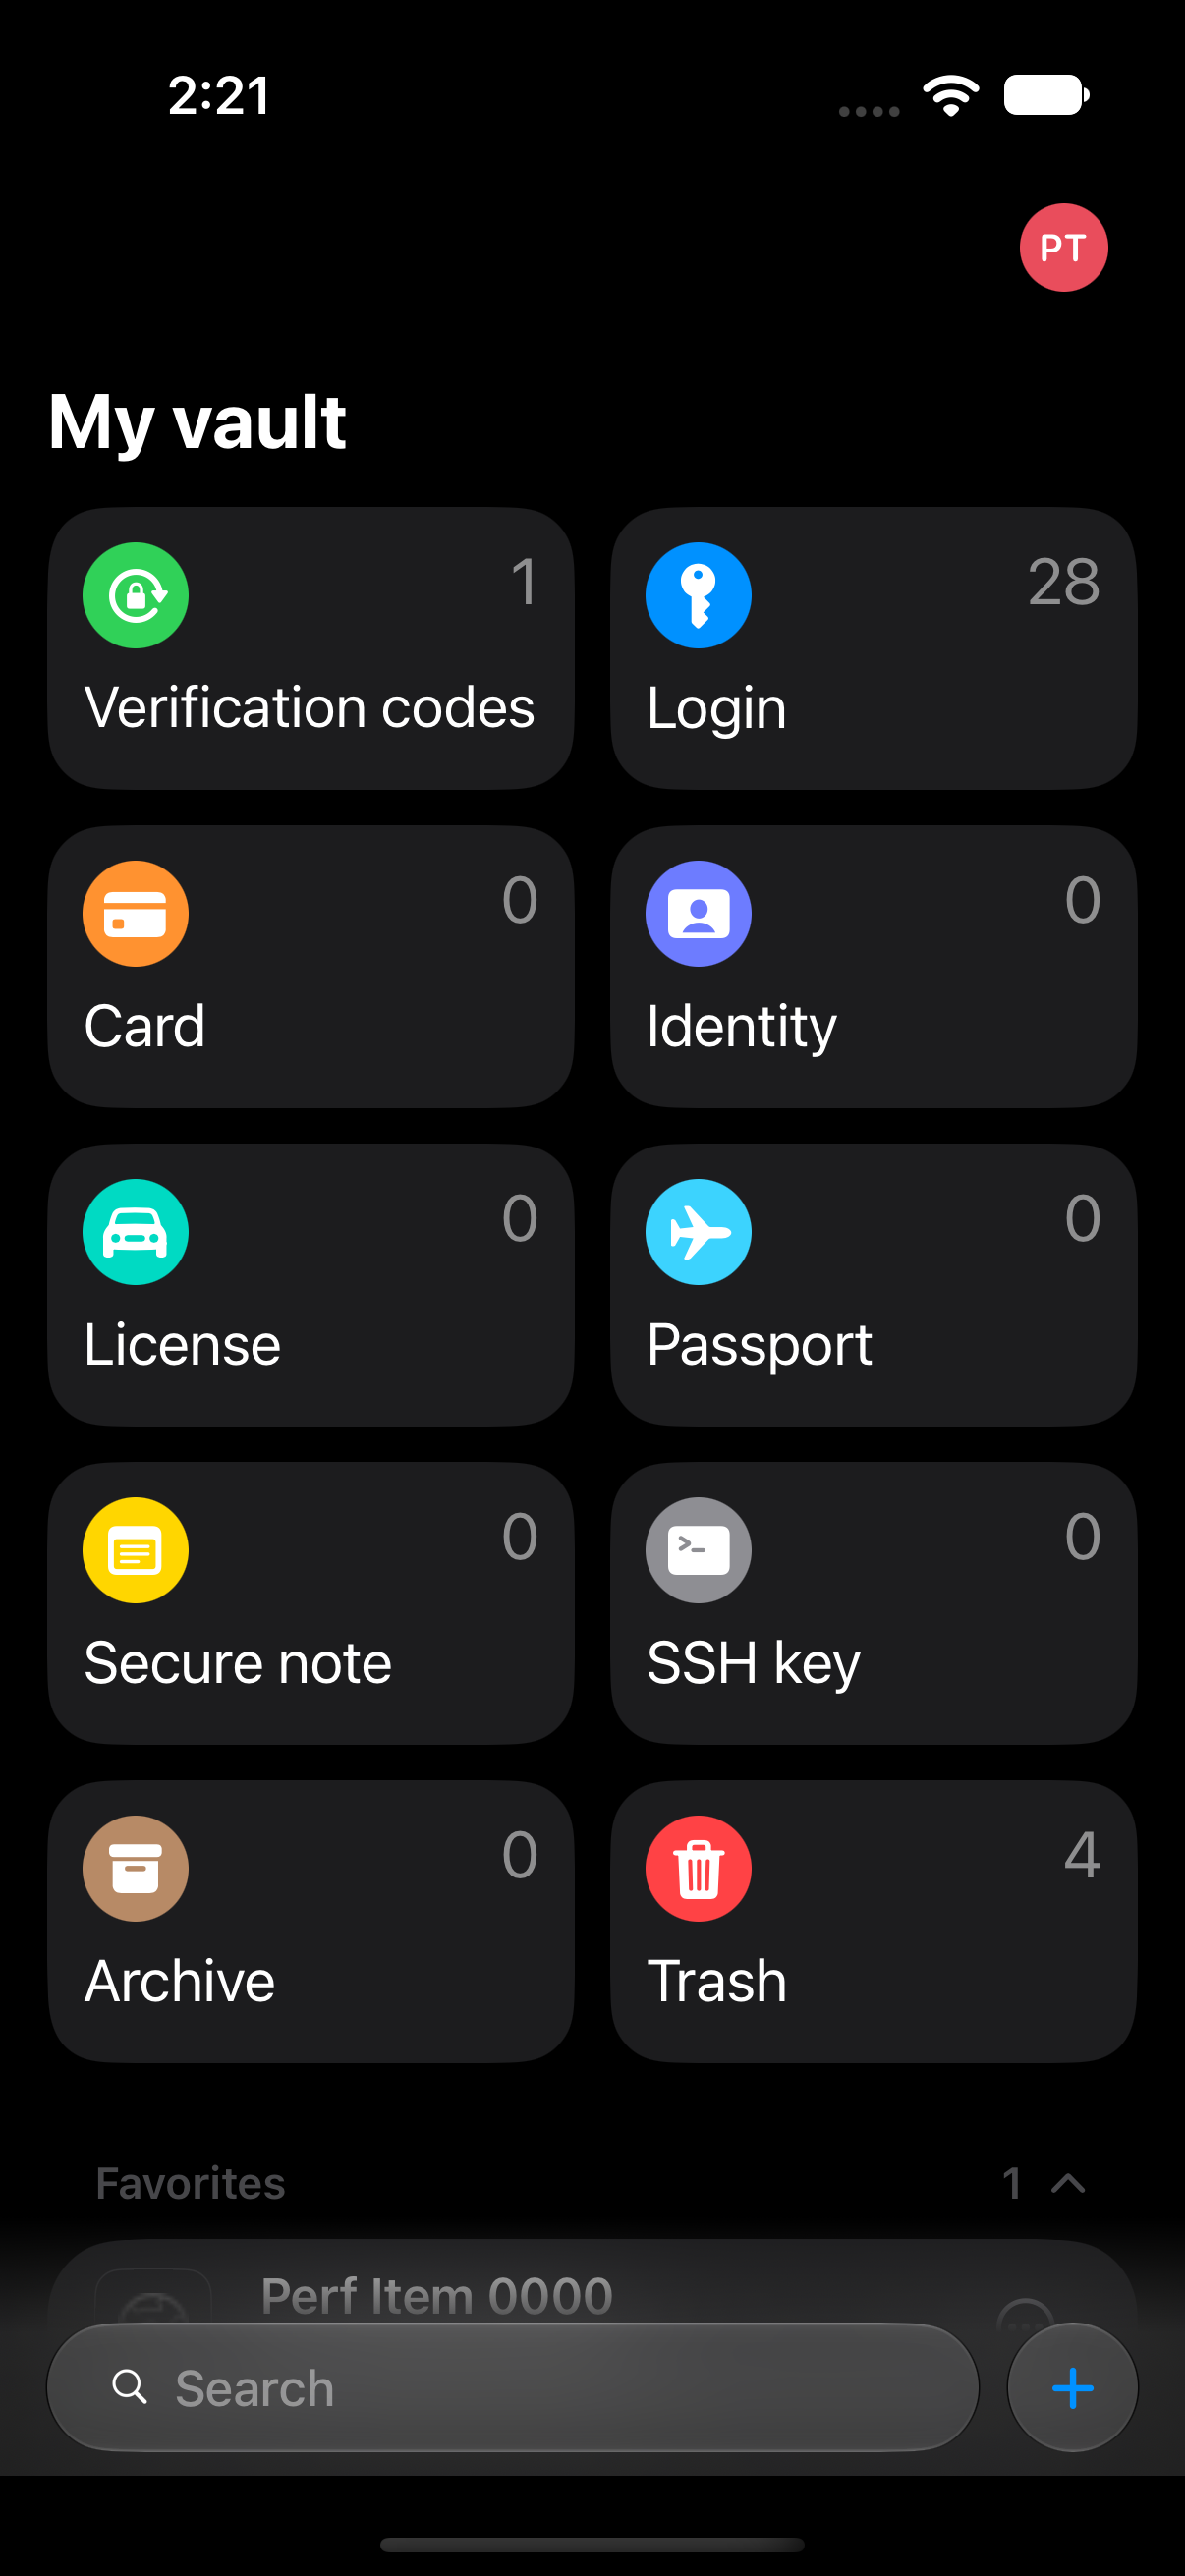 2:21
PT
My vault
1
Verification codes
28
Login
0
Card
0
Identity
0
License
0
Passport
0
Secure note
0
SSH key
0
Archive
4
Trash
Favorites 1
Perf Item 0000
Search